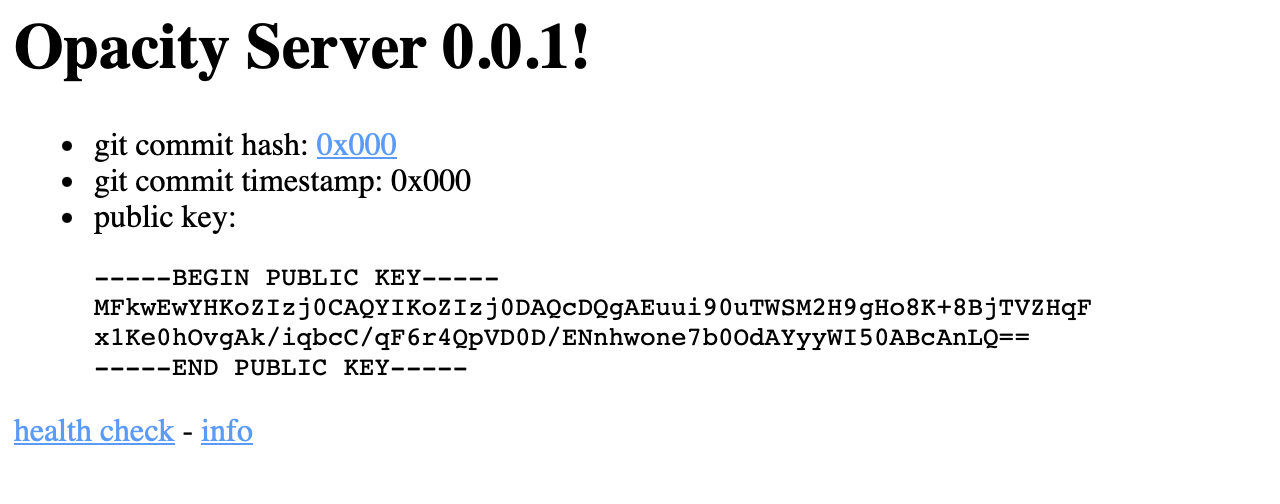 Opacity Server 0.0.1!
git commit hash: 0x000
git commit timestamp: 0x000
public key:
-----BEGIN PUBLIC KEY-----
MFkwEwYHKoZIzj0CAQYIKoZIzj0DAQcDQgAEuui90uTWSM2H9gHo8K+8BjTVZHqF
x1Ke0hOvgAk/iqbcC/qF6r4QpVD0D/ENnhwone7b0OdAYyyWI50ABcAnLQ==
-----END PUBLIC KEY-----
health check - info